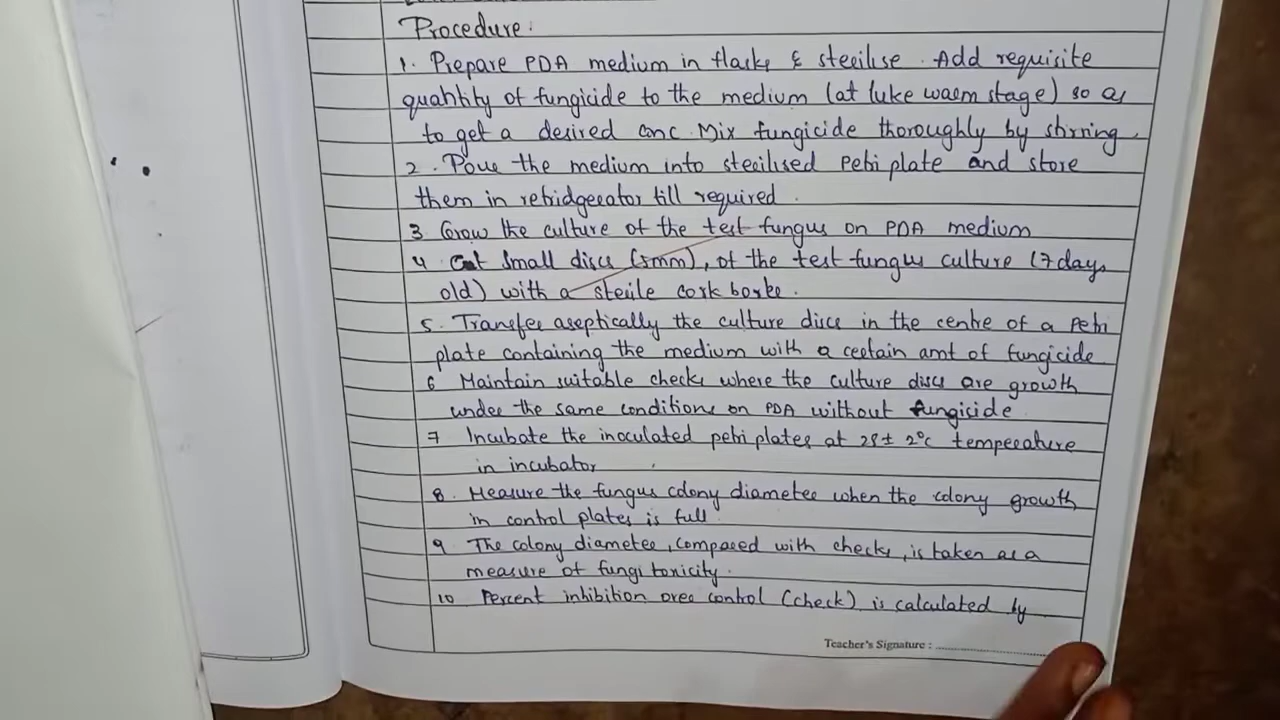 Procedure:
1. Prepare PDA medium in flasks & sterilise. Add requisite
quantity of fungicide to the medium (at luke warm stage) so as
to get a desired conc. Mix fungicide thoroughly by stirring.
2. Pour the medium into sterilised petri plate and store
them in refridgerator till required.
3 Grow the culture of the test fungus on PDA medium
4 Cut small discs (5mm), of the test fungus culture (7 days
old) with a sterile cork borke.
5. Transfer aseptically the culture discs in the centre of a petri
plate containing the medium with a certain amt of fungicide
6 Maintain suitable checks where the culture discs are growth
under the same conditions on PDA without fungicide.
7 Incubate the inoculated petriplates at 28± 2°c temperature
in incubator
8. Measure the fungus colony diameter when the colony growth
in control plates is full.
9 The colony diameter, compared with checks, is taken as a
measure of fungi toxicity.
10 Percent inhibition over control (check) is calculated by
Teacher's Signature : ..............................